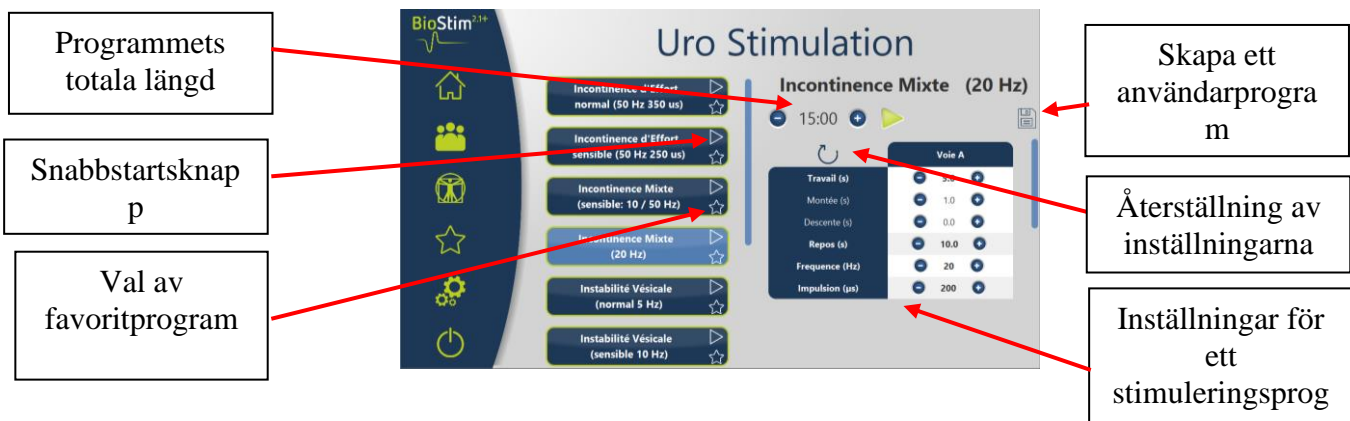 Programmets
totala längd
Snabbstartsknap
p
Val av
favoritprogram
BioStim 2.1+
Uro Stimulation
Incontinence d'Effort
normal (50 Hz 350 us)
Incontinence d'Effort
sensible (50 Hz 250 us)
Incontinence Mixte
(sensible: 10 / 50 Hz)
Incontinence Mixte
(20 Hz)
Instabilité Vésicale
(normal 5 Hz)
Instabilité Vésicale
(sensible 10 Hz)
Incontinence Mixte (20 Hz)
15:00
Voie A
Travail (s)
Montée (s) 1.0
Descente (s) 0.0
Repos (s) 10.0
Frequence (Hz) 20
Impulsion (µs) 200
Skapa ett
användarprogra
m
Återställning av
inställningarna
Inställningar för
ett
stimuleringsprog